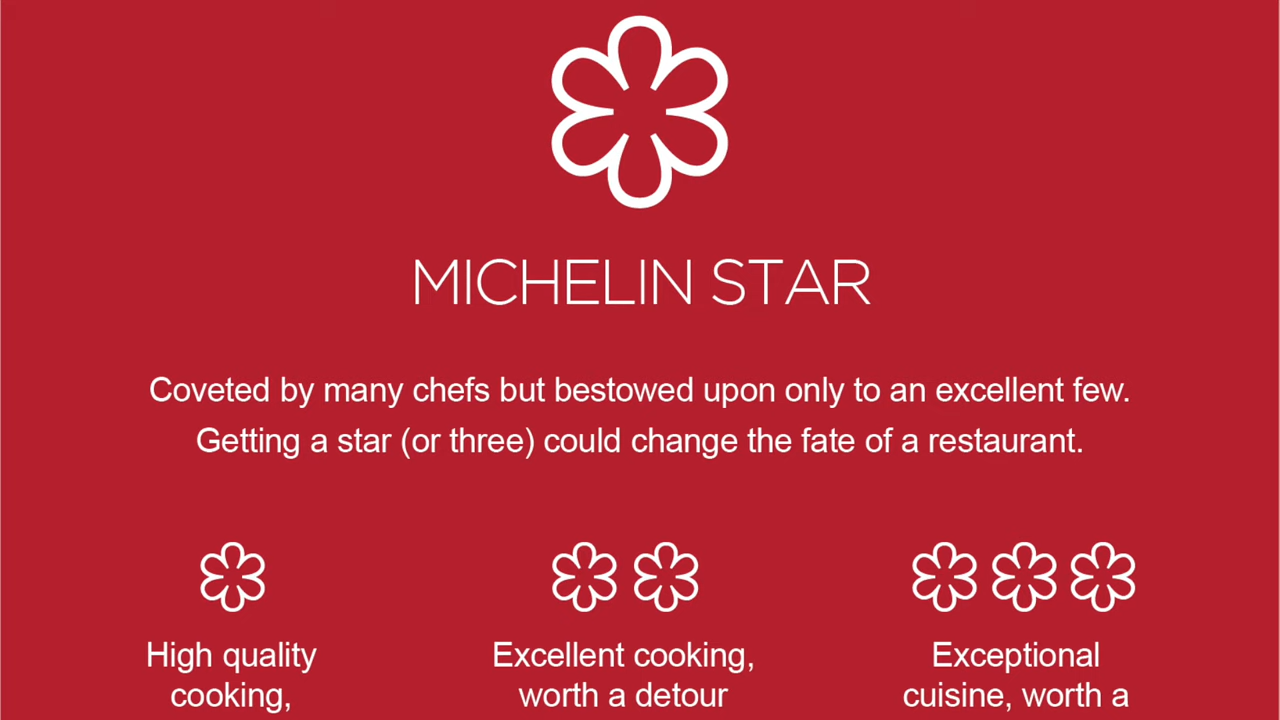 MICHELIN STAR
Coveted by many chefs but bestowed upon only to an excellent few.
Getting a star (or three) could change the fate of a restaurant.
High quality
cooking,
Excellent cooking,
worth a detour
Exceptional
cuisine, worth a